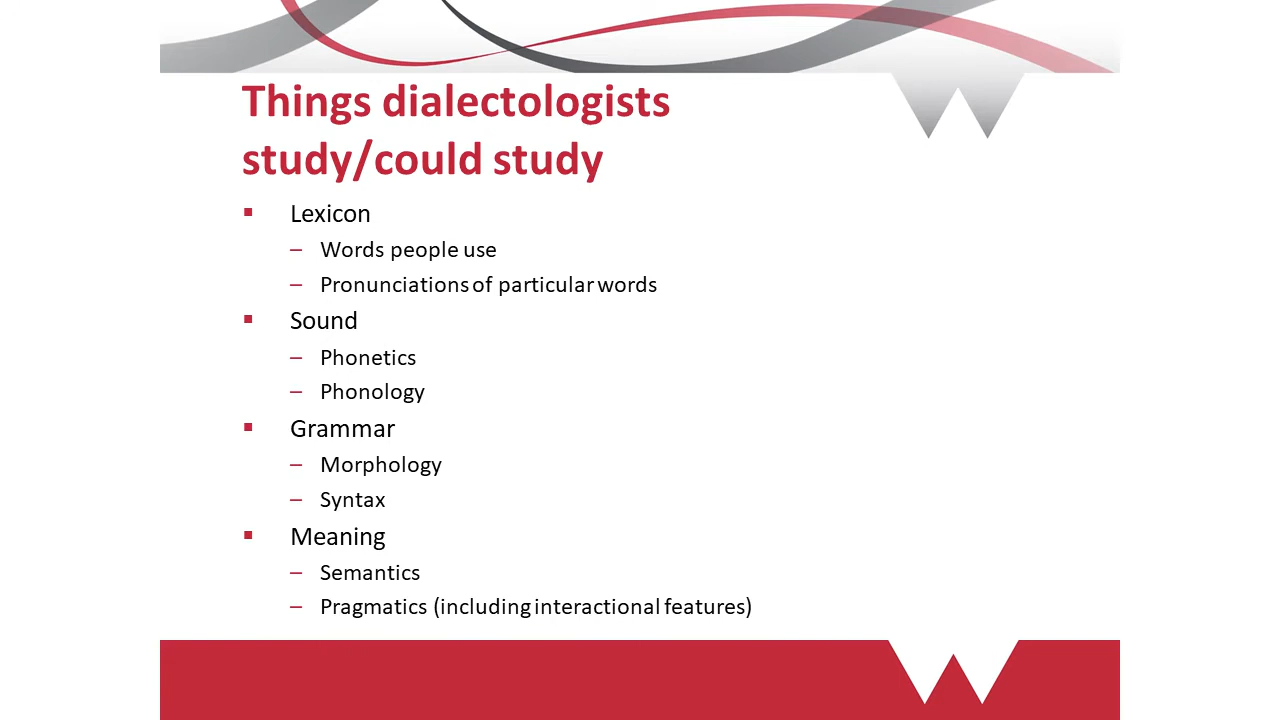 Things dialectologists
study/could study
▪ Lexicon
– Words people use
– Pronunciations of particular words
▪ Sound
– Phonetics
– Phonology
▪ Grammar
– Morphology
– Syntax
▪ Meaning
– Semantics
– Pragmatics (including interactional features)